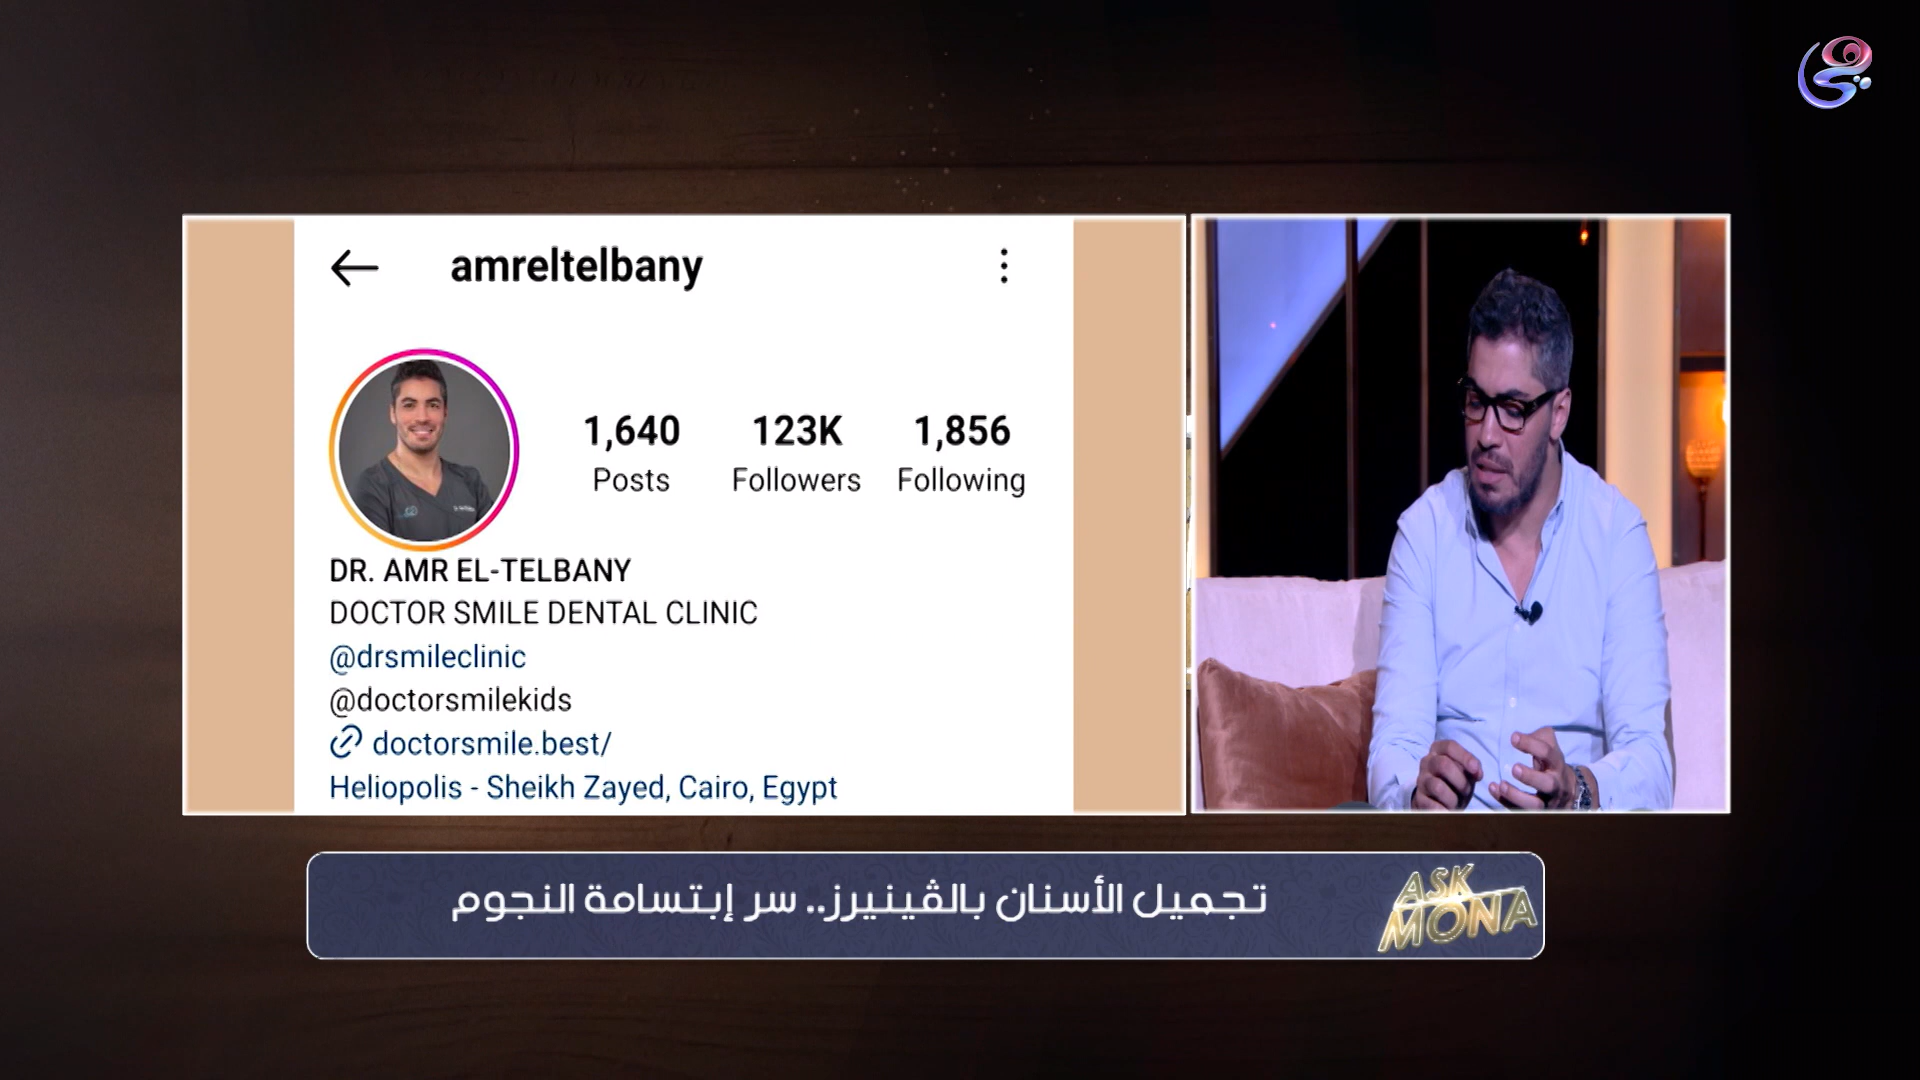 amreltelbany
1,640 123K 1,856
Posts Followers Following
DR. AMR EL-TELBANY
DOCTOR SMILE DENTAL CLINIC
@drsmileclinic
@doctorsmilekids
doctorsmile.best/
Heliopolis - Sheikh Zayed, Cairo, Egypt
تجميل الأسنان بالڤينيرز.. سر إبتسامة النجوم
ASK
MONA